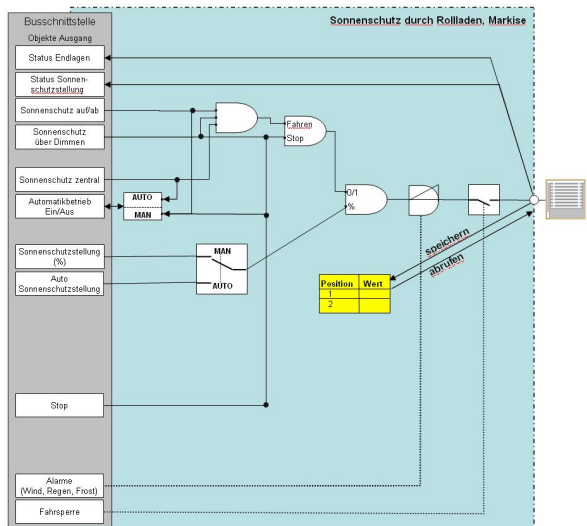 Busschnittstelle
Sonnenschutz durch Rollladen, Markise
Objekte Ausgang
Status Endlagen
Status Sonnen-
schutzstellung
Sonnenschutz auf/ab
Sonnenschutz
über Dimmen
Fahren
Stop
Sonnenschutz zentral
Automatikbetrieb
Ein/Aus
AUTO
MAN
0/1
%
Sonnenschutzstellung
(%)
Auto
Sonnenschutzstellung
MAN
AUTO
speichern
abrufen
Position Wert
1
2
Stop
Alarme
(Wind, Regen, Frost)
Fahrsperre